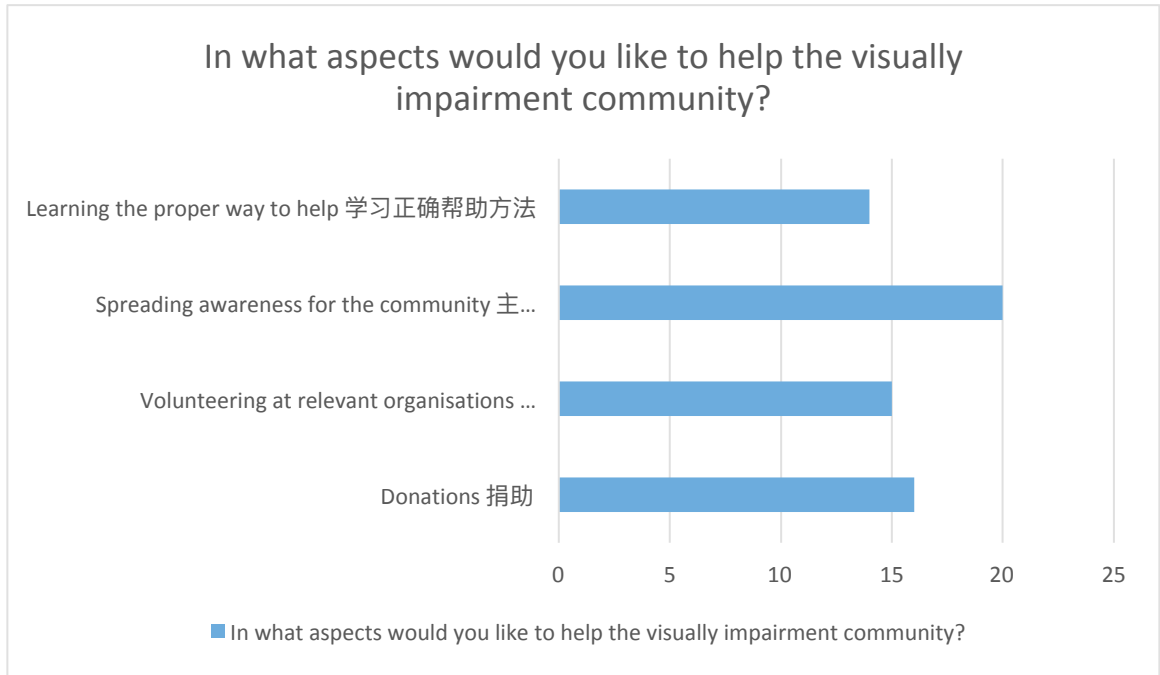 In what aspects would you like to help the visually
impairment community?
Learning the proper way to help 学习正确帮助方法
Spreading awareness for the community 主...
Volunteering at relevant organisations ...
Donations 捐助
0 5 10 15 20 25
In what aspects would you like to help the visually impairment community?